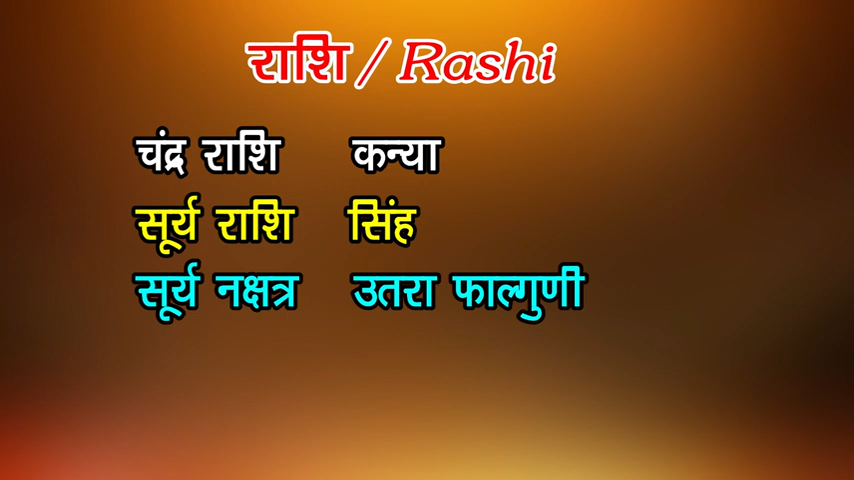 राशि / Rashi
चंद्र राशि कन्या
सूर्य राशि सिंह
सूर्य नक्षत्र उतरा फाल्गुणी